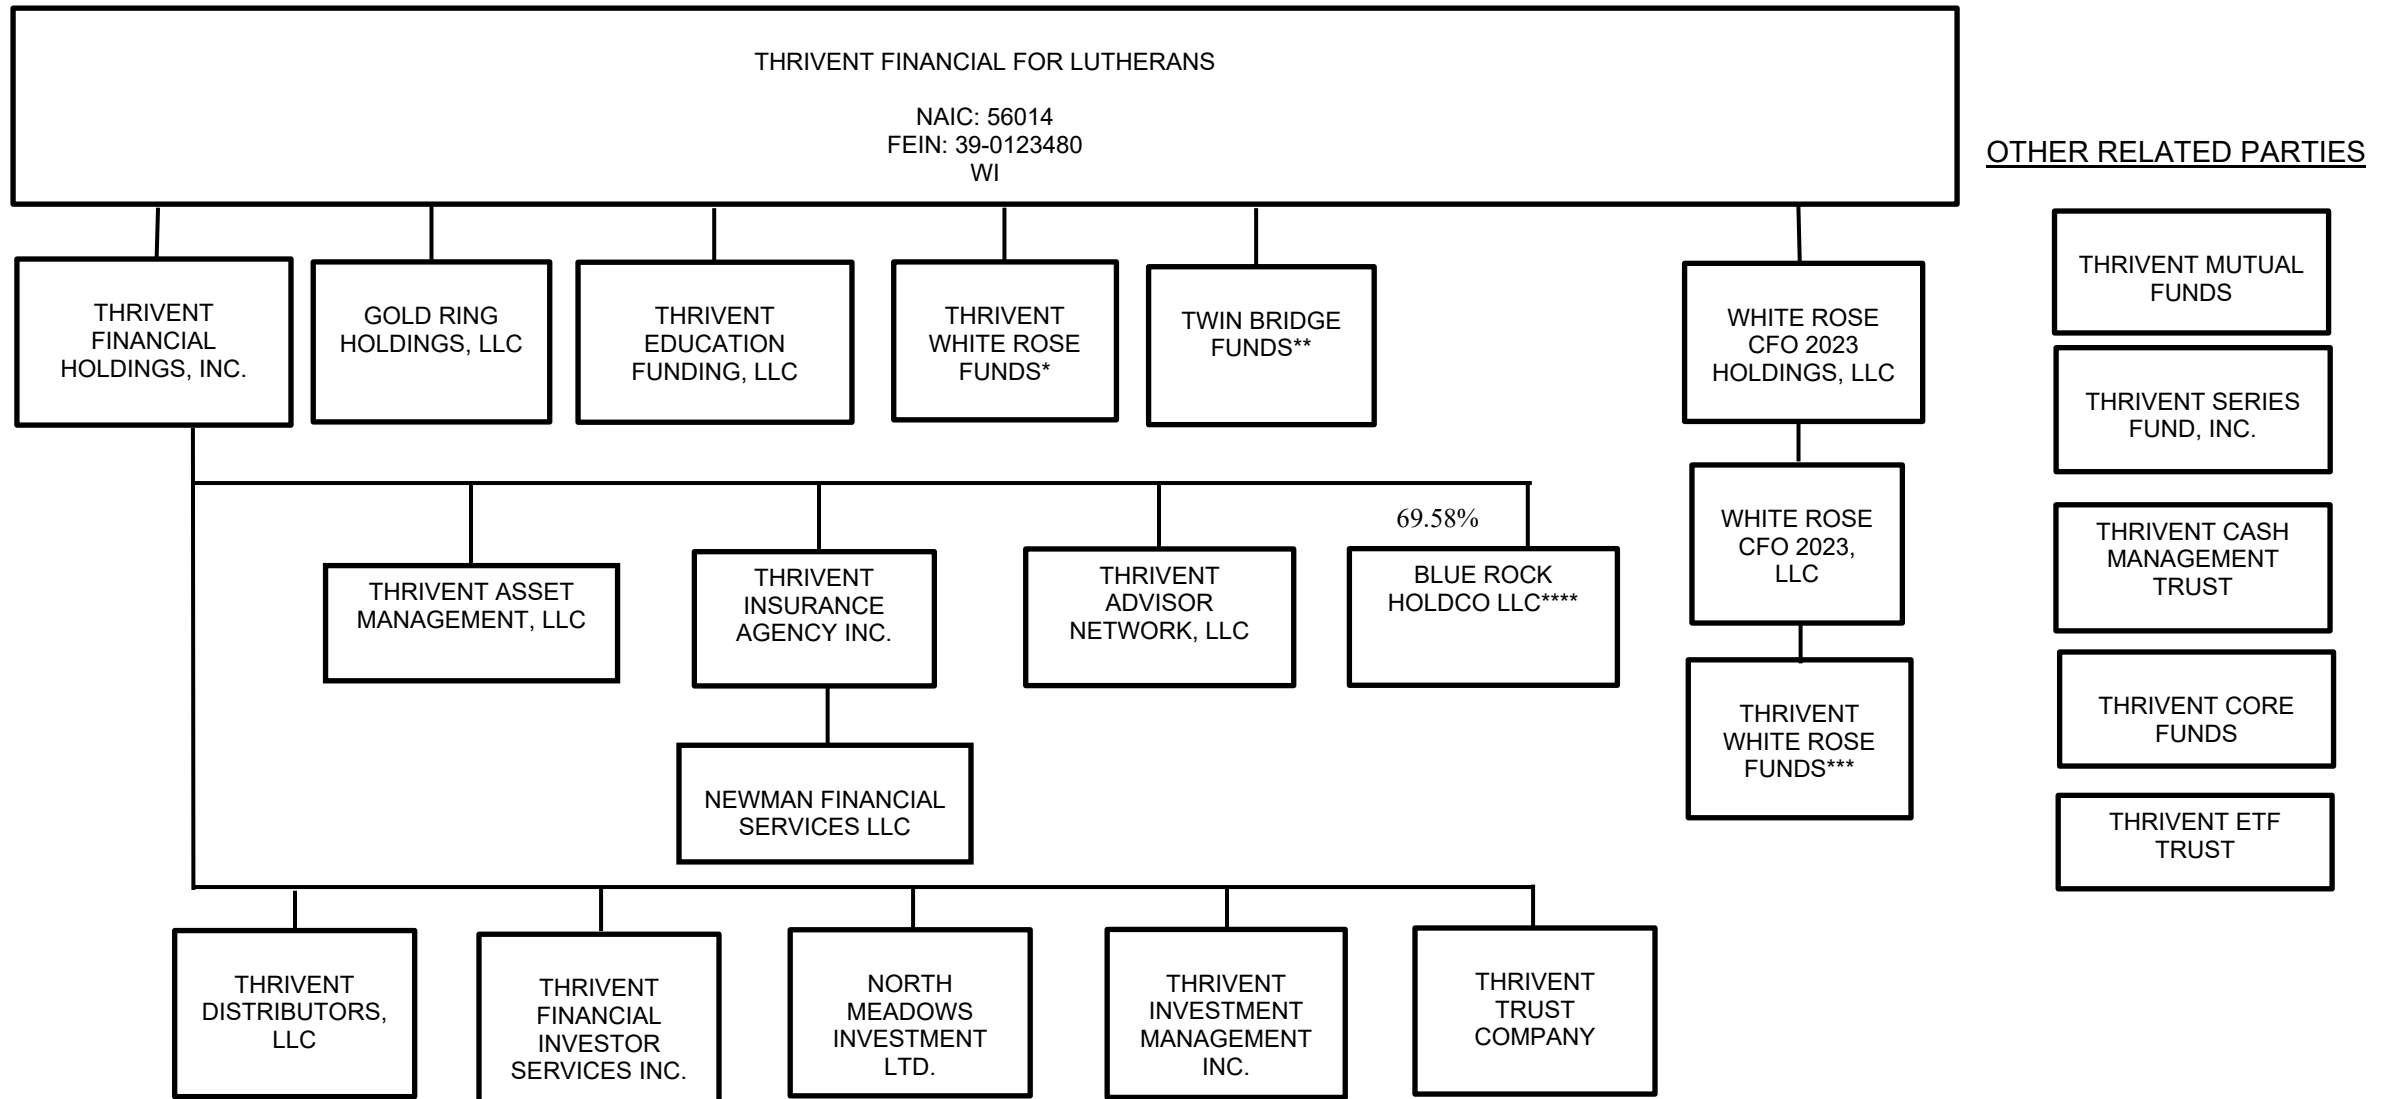 THRIVENT FINANCIAL FOR LUTHERANS
NAIC: 56014
FEIN: 39-0123480
WI
OTHER RELATED PARTIES
THRIVENT
FINANCIAL
HOLDINGS, INC.
GOLD RING
HOLDINGS, LLC
THRIVENT
EDUCATION
FUNDING, LLC
THRIVENT
WHITE ROSE
FUNDS*
TWIN BRIDGE
FUNDS**
WHITE ROSE
CFO 2023
HOLDINGS, LLC
THRIVENT MUTUAL
FUNDS
THRIVENT SERIES
FUND, INC.
69.58%
THRIVENT ASSET
MANAGEMENT, LLC
THRIVENT
INSURANCE
AGENCY INC.
THRIVENT
ADVISOR
NETWORK, LLC
BLUE ROCK
HOLDCO LLC****
WHITE ROSE
CFO 2023,
LLC
THRIVENT CASH
MANAGEMENT
TRUST
THRIVENT CORE
FUNDS
NEWMAN FINANCIAL
SERVICES LLC
THRIVENT
WHITE ROSE
FUNDS***
THRIVENT ETF
TRUST
THRIVENT
DISTRIBUTORS,
LLC
THRIVENT
FINANCIAL
INVESTOR
SERVICES INC.
NORTH
MEADOWS
INVESTMENT
LTD.
THRIVENT
INVESTMENT
MANAGEMENT
INC.
THRIVENT
TRUST
COMPANY